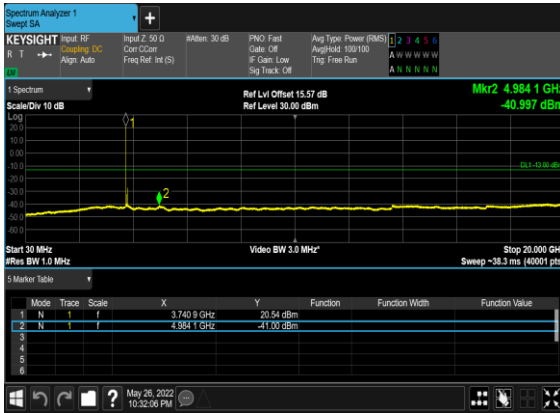 Spectrum Analyzer 1
Swept SA
+
KEYSIGHT Input: RF Input Z: 50 Ω #Atten: 30 dB PNO: Fast Avg Type: Power (RMS) 1 2 3 4 5 6
R T Coupling: DC Corr CCorr Gate: Off Avg|Hold: 100/100 A W W W W W
Align: Auto Freq Ref: Int (S) IF Gain: Low Trig: Free Run
Sig Track: Off A N N N N N
1 Spectrum Ref Lvl Offset 15.57 dB Mkr2 4.984 1 GHz
Scale/Div 10 dB Ref Level 30.00 dBm -40.997 dBm
Log
20.0
10.0
0.00
-10.0 DL1 -13.00 dBm
-20.0
-30.0
-40.0
-50.0
-60.0
1
2
Start 30 MHz Video BW 3.0 MHz* Stop 20.000 GHz
#Res BW 1.0 MHz Sweep ~38.3 ms (40001 pts)
5 Marker Table
Mode Trace Scale X Y Function Function Width Function Value
1 N 1 f 3.740 9 GHz 20.54 dBm
2 N 1 f 4.984 1 GHz -41.00 dBm
3
4
5
6
? May 26, 2022
10:32:06 PM